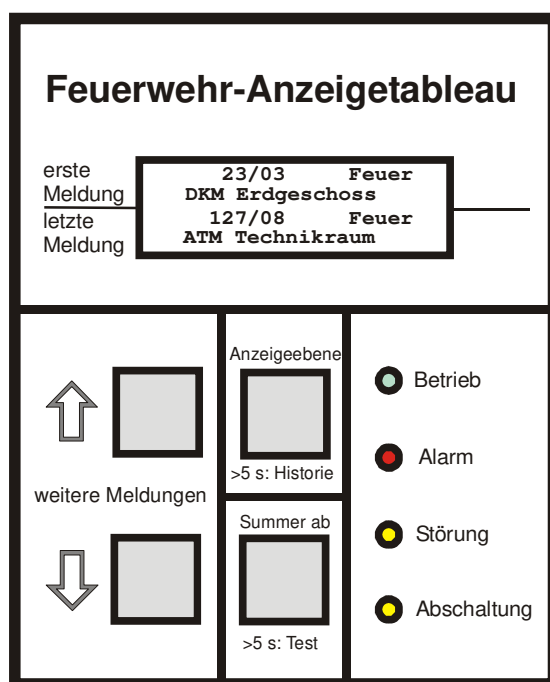 Feuerwehr-Anzeigetableau
erste
Meldung
letzte
Meldung
23/03 Feuer
DKM Erdgeschoss
127/08 Feuer
ATM Technikraum
weitere Meldungen
Anzeigeebene
>5 s: Historie
Summer ab
>5 s: Test
Betrieb
Alarm
Störung
Abschaltung